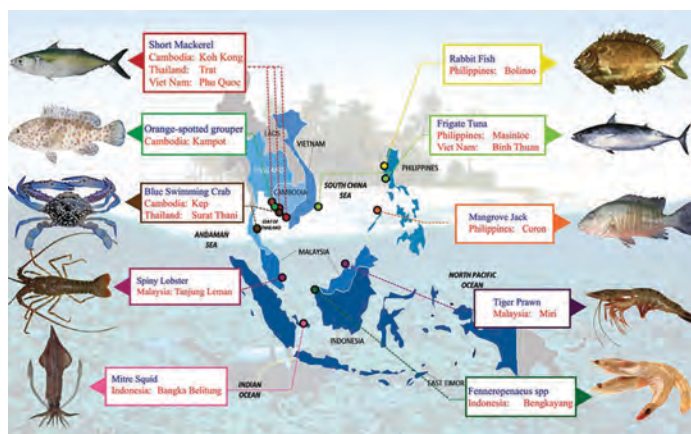 Short Mackerel
Cambodia: Koh Kong
Thailand: Trat
Viet Nam: Phu Quoc
Orange-spotted grouper
Cambodia: Kampot
Blue Swimming Crab
Cambodia: Kep
Thailand: Surat Thani
Spiny Lobster
Malaysia: Tanjung Leman
Mitre Squid
Indonesia: Bangka Belitung
Rabbit Fish
Philippines: Bolinao
Frigate Tuna
Philippines: Masinloc
Viet Nam: Binh Thuan
Mangrove Jack
Philippines: Coron
Tiger Prawn
Malaysia: Miri
Fenneropenaeus spp
Indonesia: Bengkayang
LAOS
VIETNAM
THAILAND
CAMBODIA
GULF OF
THAILAND
SOUTH CHINA
SEA
PHILIPPINES
ANDAMAN
SEA
MALAYSIA
NORTH PACIFIC
OCEAN
INDONESIA
INDIAN
OCEAN
EAST TIMOR